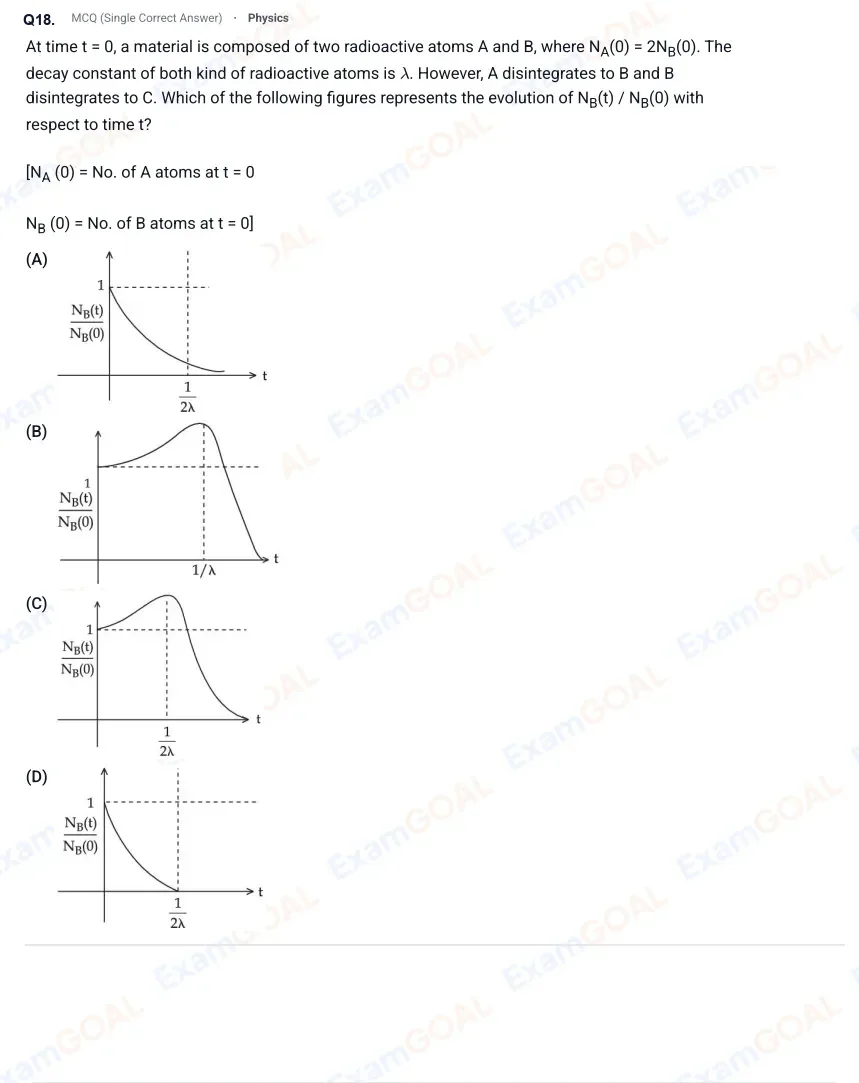 Q18. MCQ (Single Correct Answer) · Physics
At time t = 0, a material is composed of two radioactive atoms A and B, where N_A(0) = 2N_B(0). The
decay constant of both kind of radioactive atoms is λ. However, A disintegrates to B and B
disintegrates to C. Which of the following figures represents the evolution of N_B(t) / N_B(0) with
respect to time t?
[N_A (0) = No. of A atoms at t = 0
N_B (0) = No. of B atoms at t = 0]
(A)
1
N_B(t)
N_B(0)
t
1
2λ
(B)
1
N_B(t)
N_B(0)
t
1/λ
(C)
1
N_B(t)
N_B(0)
t
1
2λ
(D)
1
N_B(t)
N_B(0)
t
1
2λ
ExamGOAL